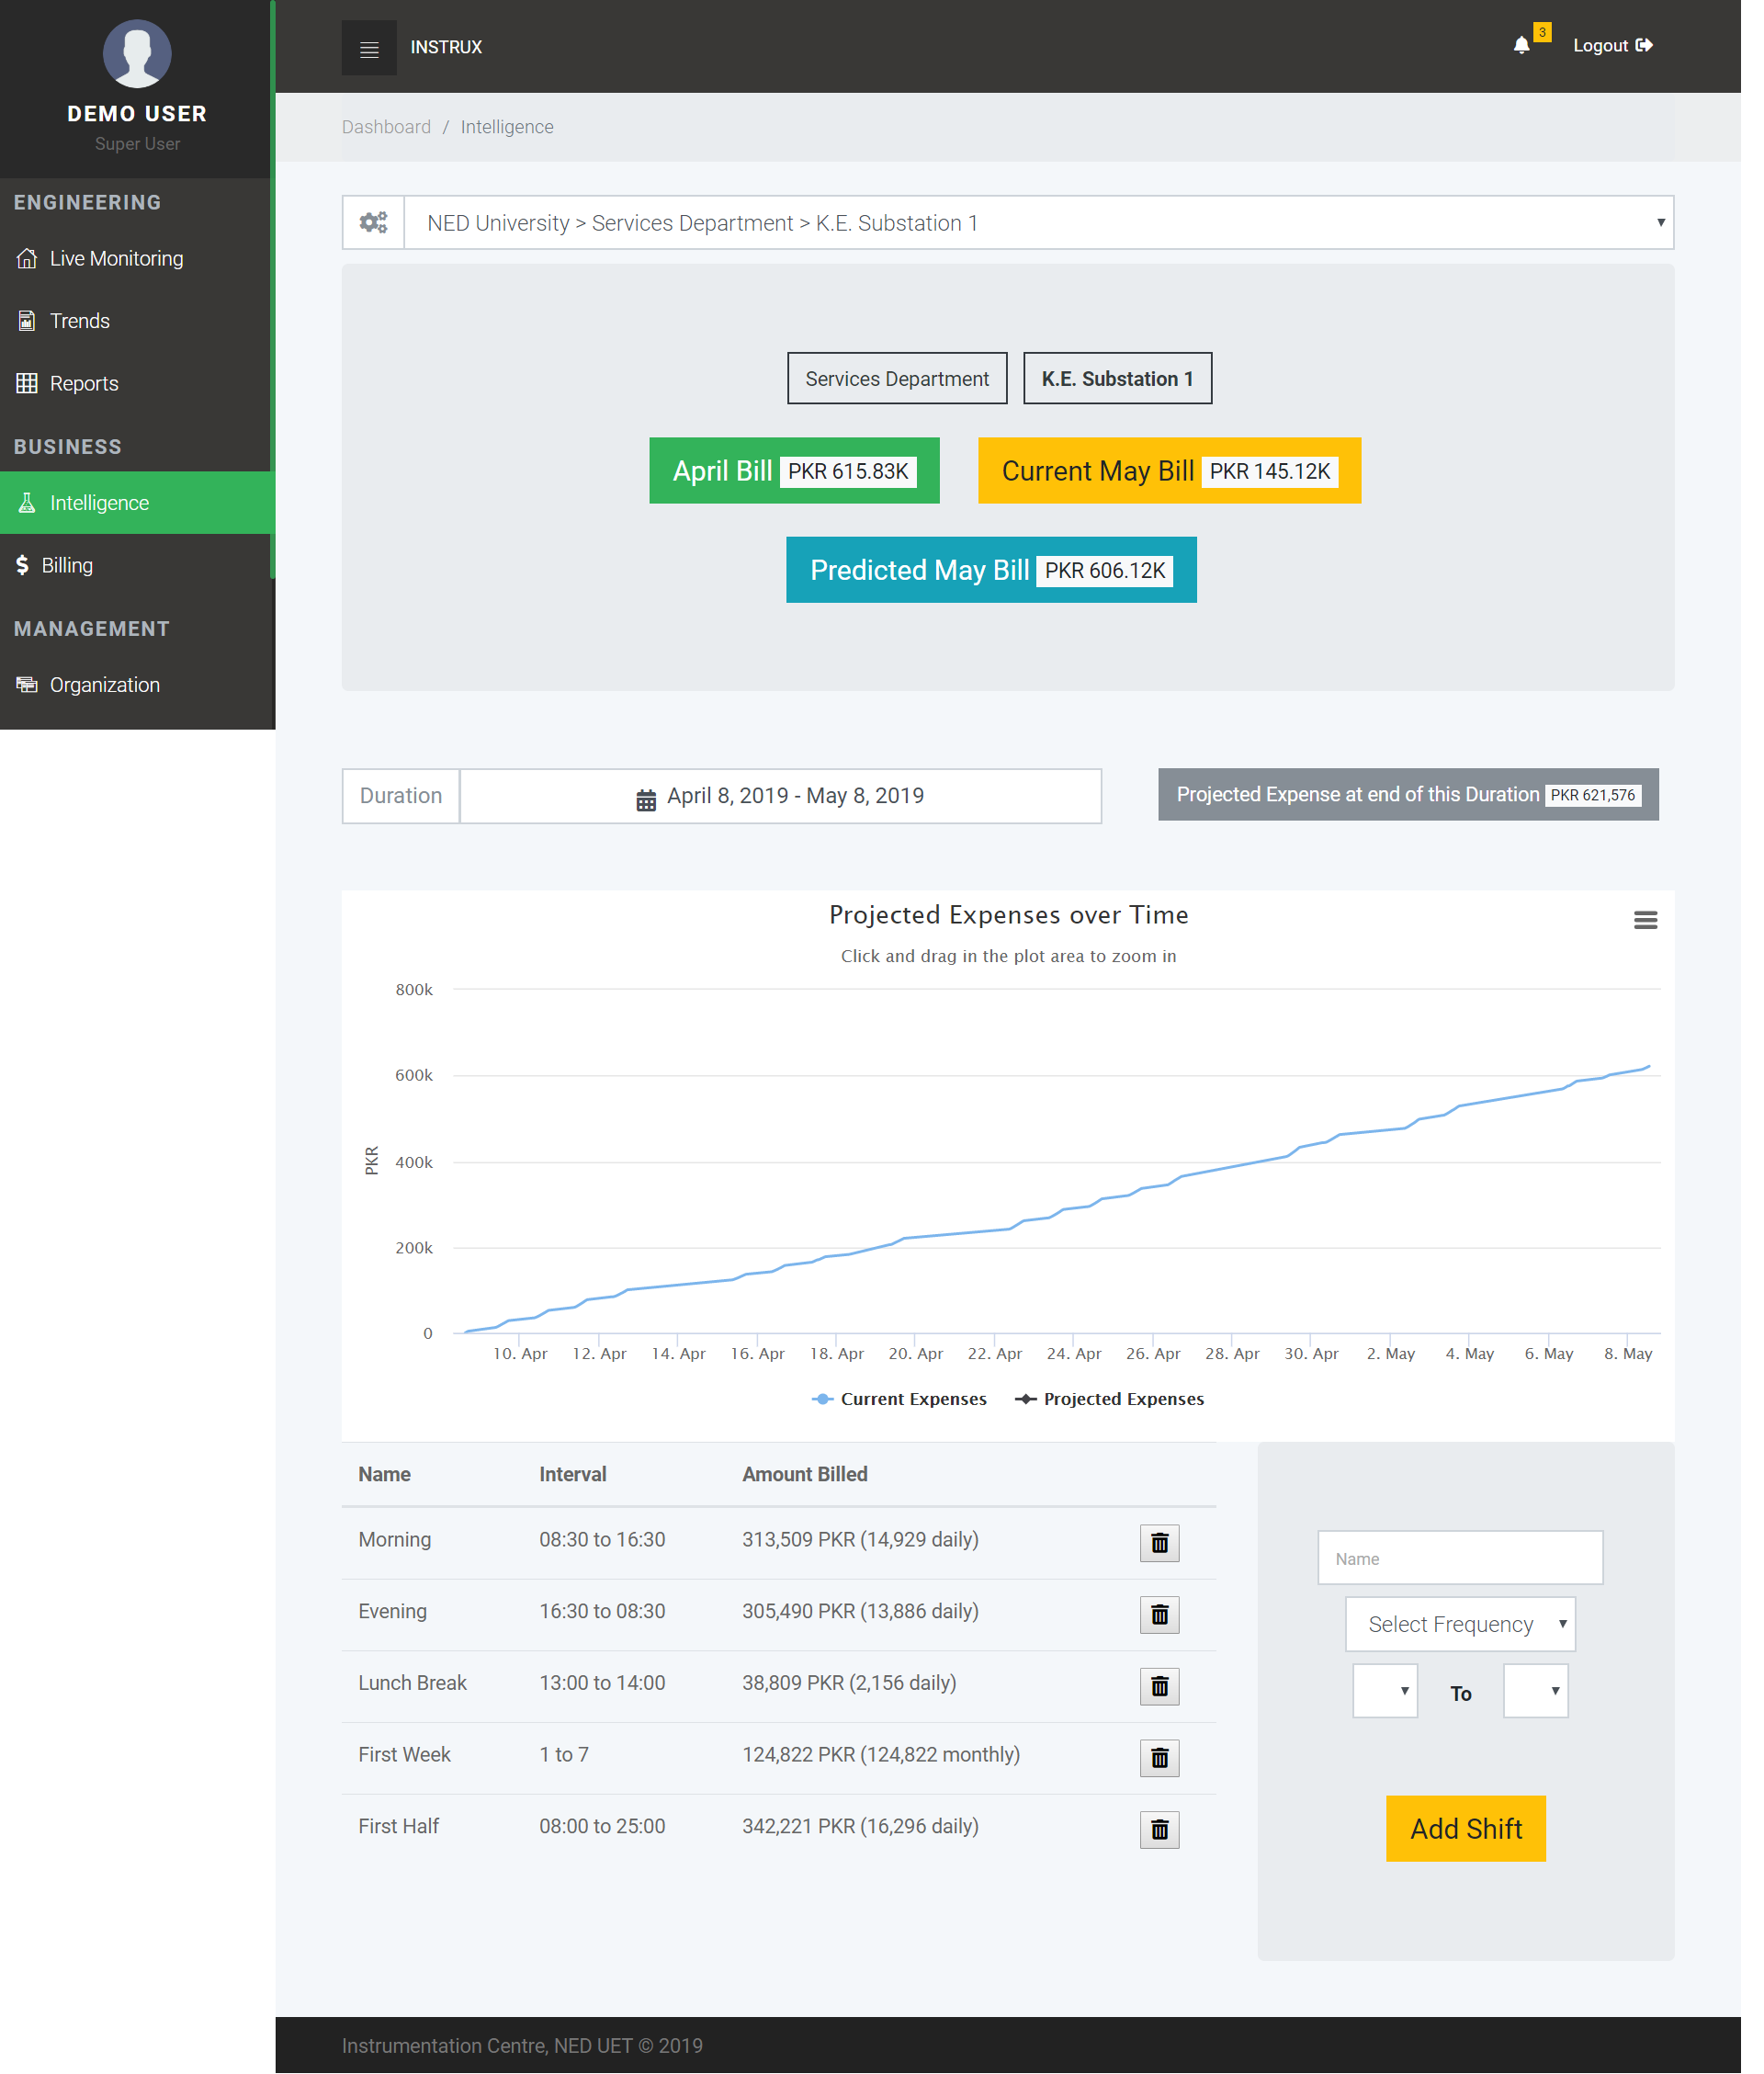 DEMO USER
Super User
ENGINEERING
Live Monitoring
Trends
Reports
BUSINESS
Intelligence
Billing
MANAGEMENT
Organization
INSTRUX
3
Logout
Dashboard / Intelligence
NED University > Services Department > K.E. Substation 1
Services Department
K.E. Substation 1
April Bill PKR 615.83K
Current May Bill PKR 145.12K
Predicted May Bill PKR 606.12K
Duration
April 8, 2019 - May 8, 2019
Projected Expense at end of this Duration PKR 621,576
Projected Expenses over Time
Click and drag in the plot area to zoom in
800k
600k
400k
200k
0
PKR
10. Apr 12. Apr 14. Apr 16. Apr 18. Apr 20. Apr 22. Apr 24. Apr 26. Apr 28. Apr 30. Apr 2. May 4. May 6. May 8. May
Current Expenses Projected Expenses
Name Interval Amount Billed
Morning 08:30 to 16:30 313,509 PKR (14,929 daily)
Evening 16:30 to 08:30 305,490 PKR (13,886 daily)
Lunch Break 13:00 to 14:00 38,809 PKR (2,156 daily)
First Week 1 to 7 124,822 PKR (124,822 monthly)
First Half 08:00 to 25:00 342,221 PKR (16,296 daily)
Name
Select Frequency
To
Add Shift
Instrumentation Centre, NED UET © 2019